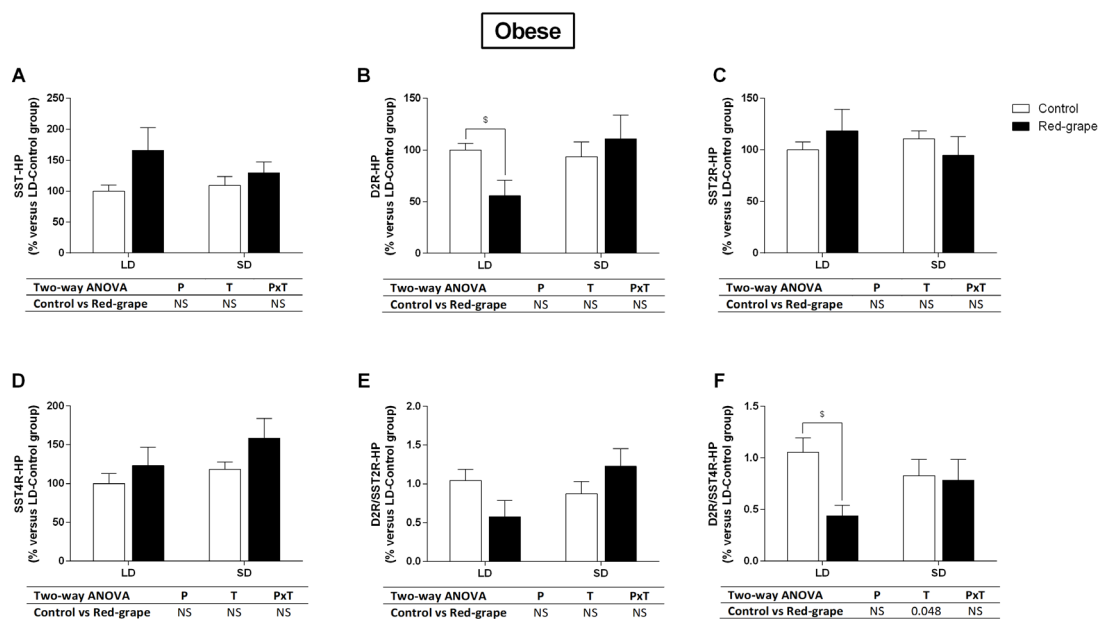 Obese
A
SST-HP
(% versus LD-Control group)
250
200
150
100
50
0
LD SD
Two-way ANOVA P T PxT
Control vs Red-grape NS NS NS
B
D2R-HP
(% versus LD-Control group)
150
100
50
0
$
LD SD
Two-way ANOVA P T PxT
Control vs Red-grape NS NS NS
C
SST2R-HP
(% versus LD-Control group)
150
100
50
0
LD SD
Two-way ANOVA P T PxT
Control vs Red-grape NS NS NS
Control
Red-grape
D
SST4R-HP
(% versus LD-Control group)
200
150
100
50
0
LD SD
Two-way ANOVA P T PxT
Control vs Red-grape NS NS NS
E
D2R/SST2R-HP
(% versus LD-Control group)
2.0
1.5
1.0
0.5
0.0
LD SD
Two-way ANOVA P T PxT
Control vs Red-grape NS NS NS
F
D2R/SST4R-HP
(% versus LD-Control group)
1.5
1.0
0.5
0.0
$
LD SD
Two-way ANOVA P T PxT
Control vs Red-grape NS 0.048 NS